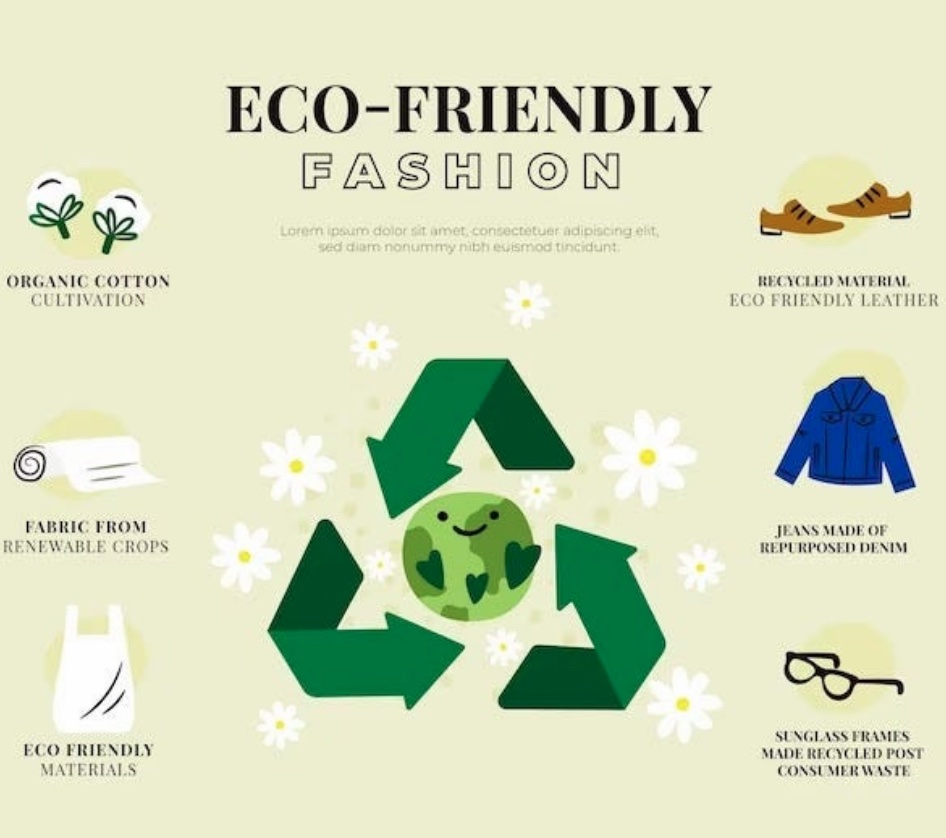 ECO-FRIENDLY
FASHION
Lorem ipsum dolor sit amet, consectetuer adipiscing elit,
sed diam nonummy nibh euismod tincidunt.
ORGANIC COTTON
CULTIVATION
FABRIC FROM
RENEWABLE CROPS
ECO FRIENDLY
MATERIALS
RECYCLED MATERIAL
ECO FRIENDLY LEATHER
JEANS MADE OF
REPURPOSED DENIM
SUNGLASS FRAMES
MADE RECYCLED POST
CONSUMER WASTE